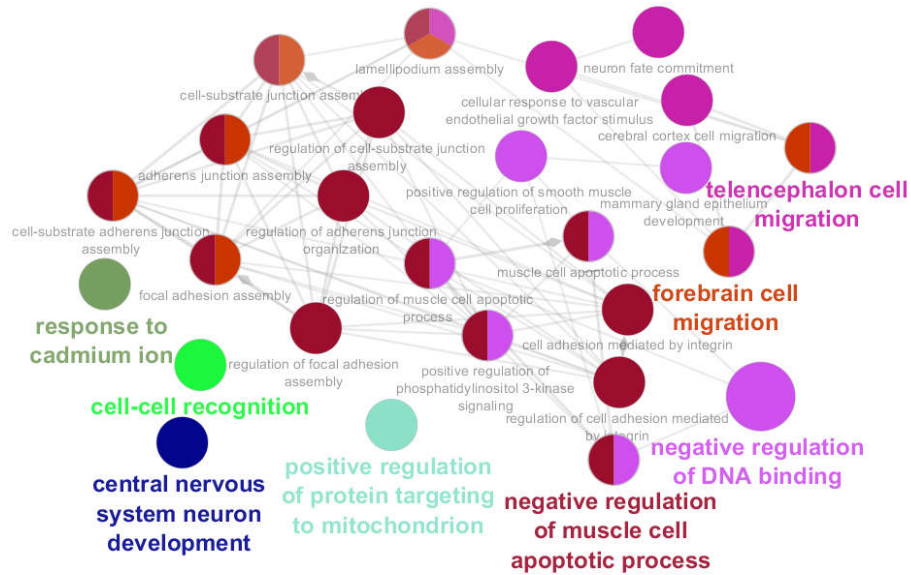 lamellipodium assembly
neuron fate commitment
cell-substrate junction assembly
cellular response to vascular
endothelial growth factor stimulus
cerebral cortex cell migration
regulation of cell-substrate junction
assembly
adherens junction assembly
telencephalon cell
migration
positive regulation of smooth muscle
cell proliferation
mammary gland epithelium
development
cell-substrate adherens junction
assembly
regulation of adherens junction
organization
muscle cell apoptotic process
focal adhesion assembly
regulation of muscle cell apoptotic
process
forebrain cell
migration
response to
cadmium ion
regulation of focal adhesion
assembly
cell adhesion mediated by integrin
positive regulation of
phosphatidylinositol 3-kinase
signaling
cell-cell recognition
regulation of cell adhesion mediated
by integrin
negative regulation
of DNA binding
central nervous
system neuron
development
positive regulation
of protein targeting
to mitochondrion
negative regulation
of muscle cell
apoptotic process